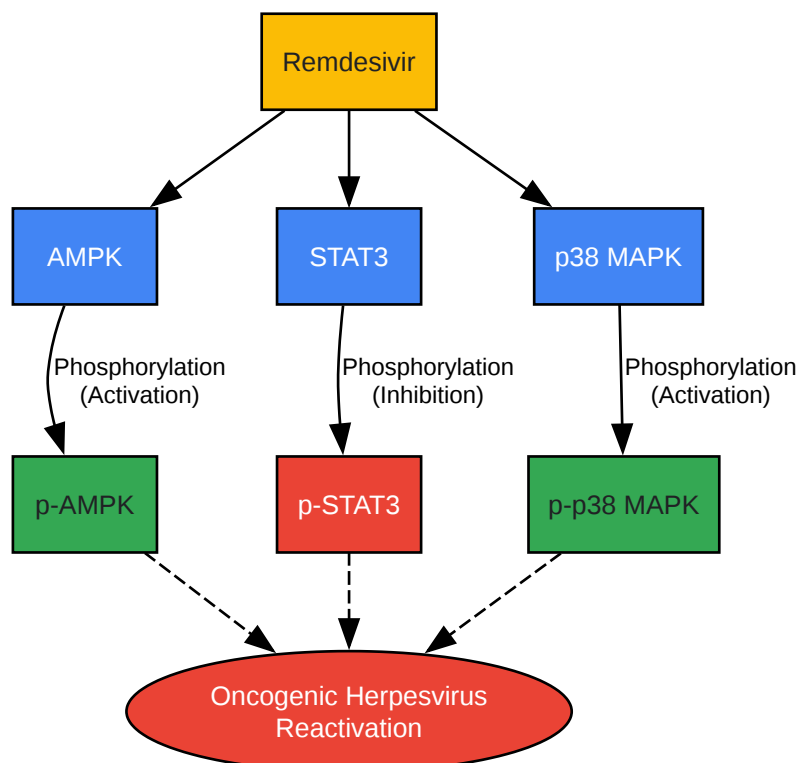 Remdesivir
AMPK
STAT3
p38 MAPK
Phosphorylation
(Activation)
Phosphorylation
(Inhibition)
Phosphorylation
(Activation)
p-AMPK
p-STAT3
p-p38 MAPK
Oncogenic Herpesvirus
Reactivation